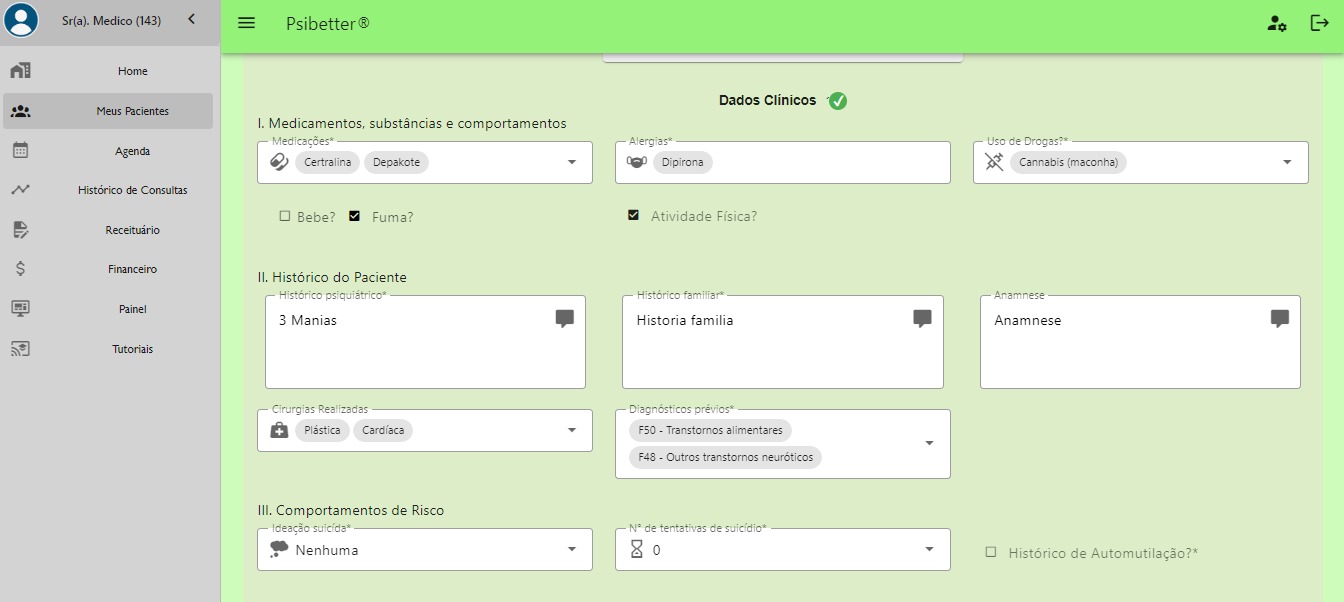 Sr(a). Medico (143)
Psibetter®
Home
Meus Pacientes
Agenda
Histórico de Consultas
Receituário
Financeiro
Painel
Tutoriais
Dados Clínicos
I. Medicamentos, substâncias e comportamentos
Medicações* Alergias* Uso de Drogas?*
Certralina Depakote Dipirona Cannabis (maconha)
Bebe? Fuma? Atividade Física?
II. Histórico do Paciente
Histórico psiquiátrico* Histórico familiar* Anamnese
3 Manias Historia familia Anamnese
Cirurgias Realizadas Diagnósticos prévios*
Plástica Cardíaca F50 - Transtornos alimentares
F48 - Outros transtornos neuróticos
III. Comportamentos de Risco
Ideação suicída* N° de tentativas de suicídio*
Nenhuma 0 Histórico de Automutilação?*